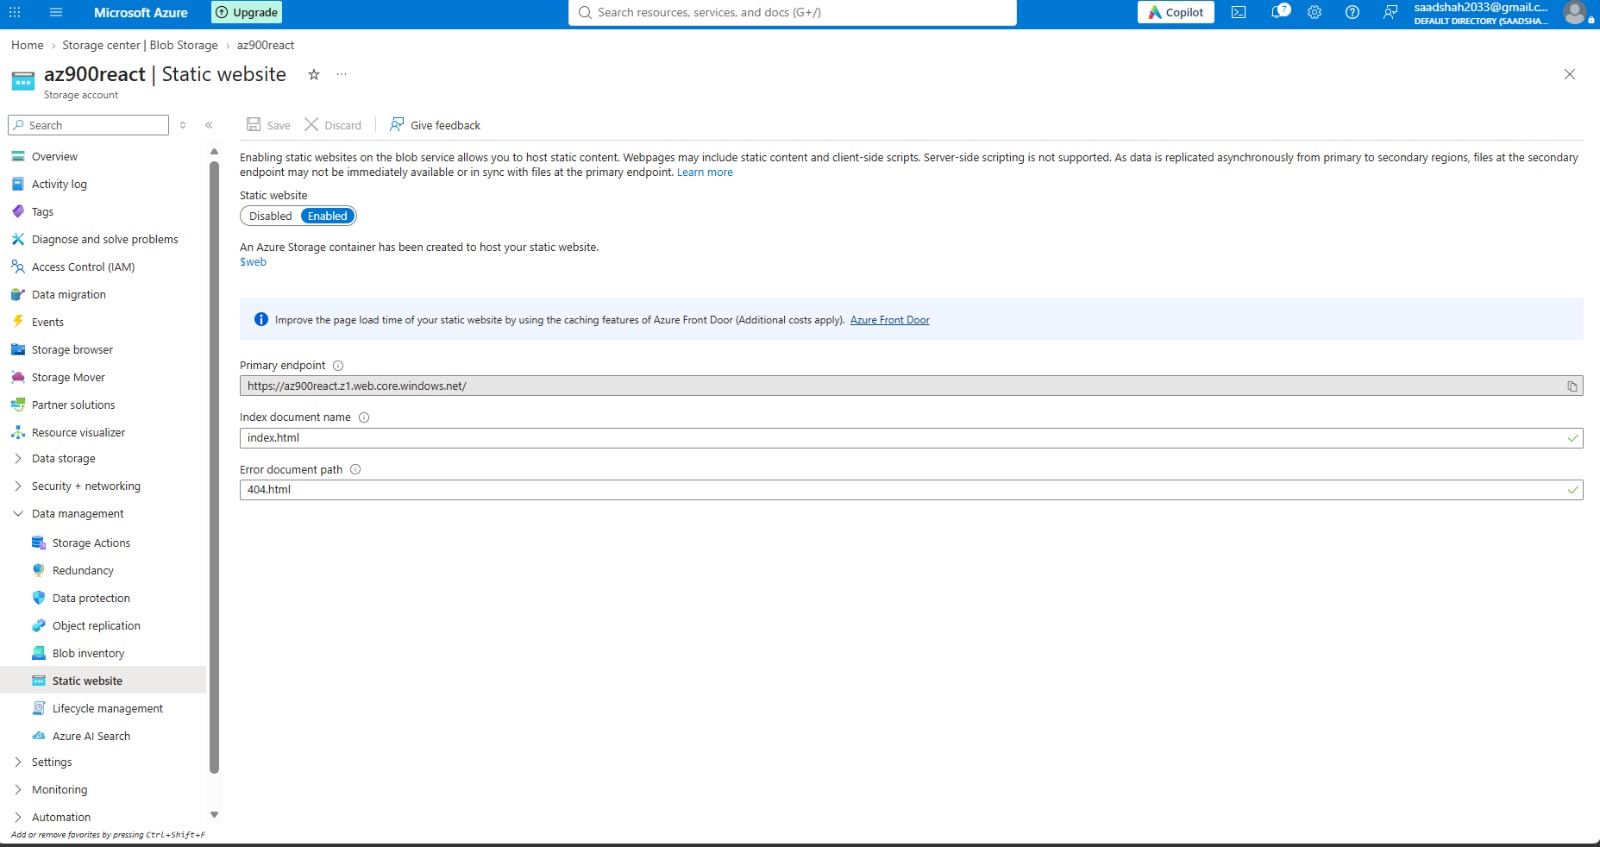 Microsoft Azure
Upgrade
Search resources, services, and docs (G+/)
Copilot
7
saadshah2033@gmail.c...
DEFAULT DIRECTORY (SAADSHA...
Home > Storage center | Blob Storage > az900react
az900react | Static website
Storage account
Search
Save
Discard
Give feedback
Overview
Activity log
Tags
Diagnose and solve problems
Access Control (IAM)
Data migration
Events
Storage browser
Storage Mover
Partner solutions
Resource visualizer
Data storage
Security + networking
Data management
Storage Actions
Redundancy
Data protection
Object replication
Blob inventory
Static website
Lifecycle management
Azure AI Search
Settings
Monitoring
Automation
Add or remove favorites by pressing Ctrl+Shift+F
Enabling static websites on the blob service allows you to host static content. Webpages may include static content and client-side scripts. Server-side scripting is not supported. As data is replicated asynchronously from primary to secondary regions, files at the secondary
endpoint may not be immediately available or in sync with files at the primary endpoint. Learn more
Static website
Disabled Enabled
An Azure Storage container has been created to host your static website.
$web
Improve the page load time of your static website by using the caching features of Azure Front Door (Additional costs apply). Azure Front Door
Primary endpoint
https://az900react.z1.web.core.windows.net/
Index document name
index.html
Error document path
404.html